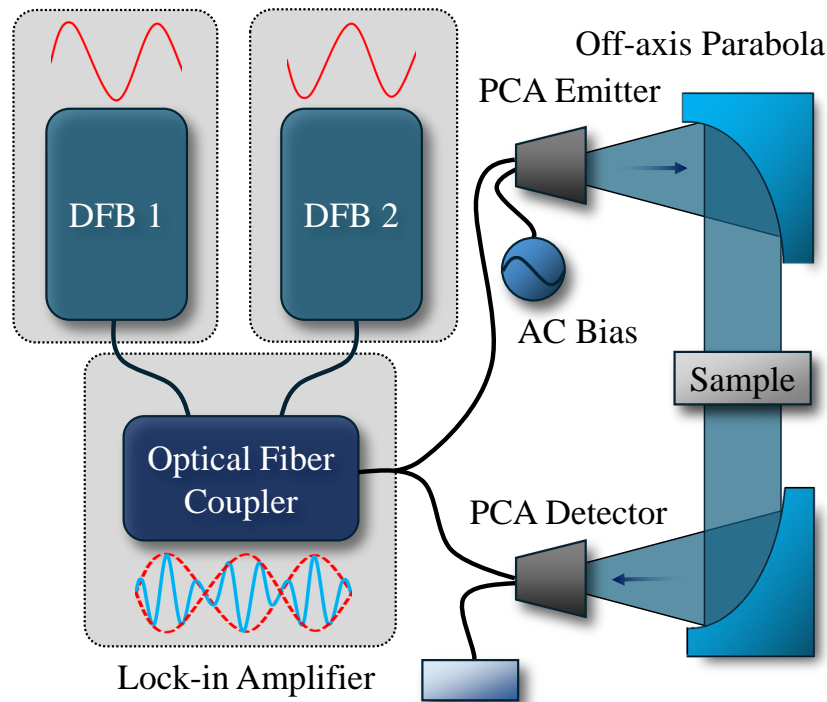 Off-axis Parabola
PCA Emitter
DFB 1
DFB 2
AC Bias
Sample
Optical Fiber
Coupler
PCA Detector
Lock-in Amplifier